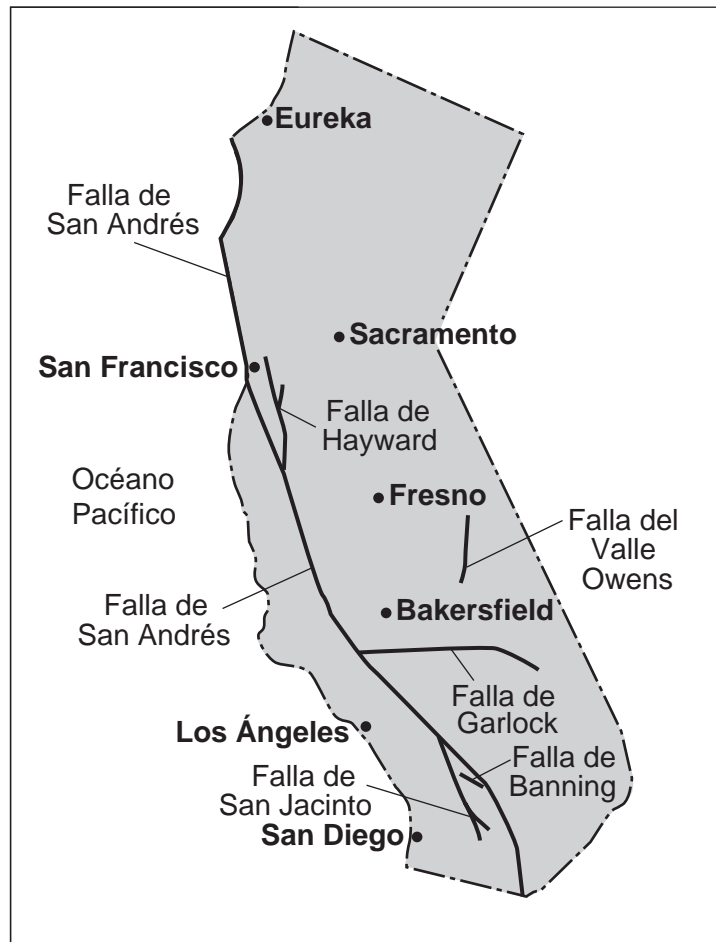 Eureka
Falla de
San Andrés
Sacramento
San Francisco
Falla de
Hayward
Océano
Pacífico
Fresno
Falla del
Valle
Owens
Falla de
San Andrés
Bakersfield
Falla de
Garlock
Los Ángeles
Falla de
Banning
Falla de
San Jacinto
San Diego